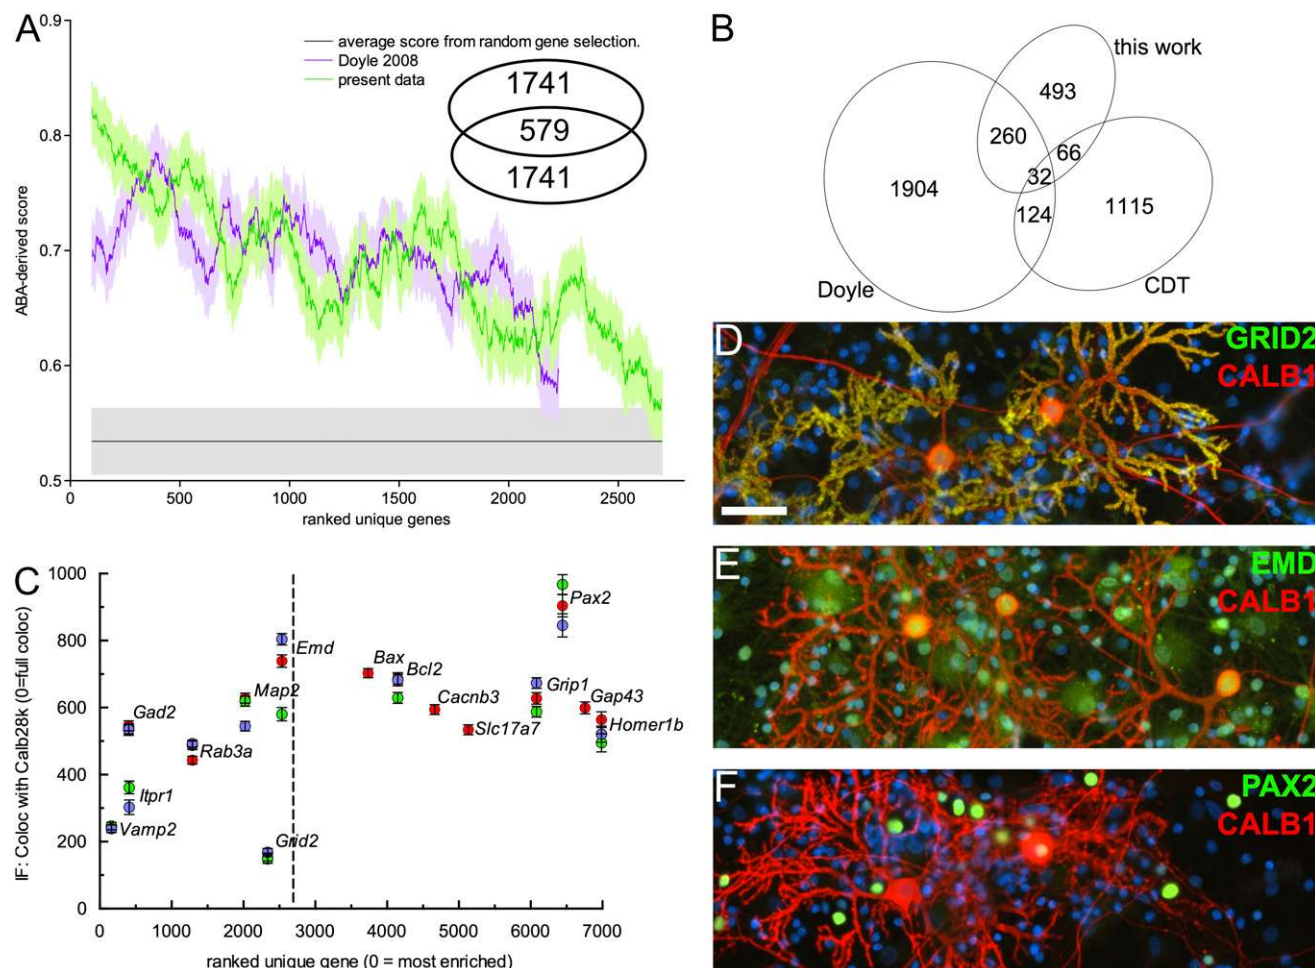 A
0.9
0.8
0.7
0.6
0.5
ABA-derived score
average score from random gene selection.
Doyle 2008
present data
1741
579
1741
0
500
1000
1500
2000
2500
ranked unique genes
B
this work
493
260
66
32
1904
124
1115
Doyle
CDT
C
1000
800
600
400
200
0
IF: Coloc with Calb28k (0=full coloc)
Pax2
Emd
Bax
Bcl2
Map2
Grip1
Gad2
Cacnb3
Gap43
Slc17a7
Homer1b
Rab3a
Itpr1
Vamp2
Grid2
0
1000
2000
3000
4000
5000
6000
7000
ranked unique gene (0 = most enriched)
D
GRID2
CALB1
E
EMD
CALB1
F
PAX2
CALB1